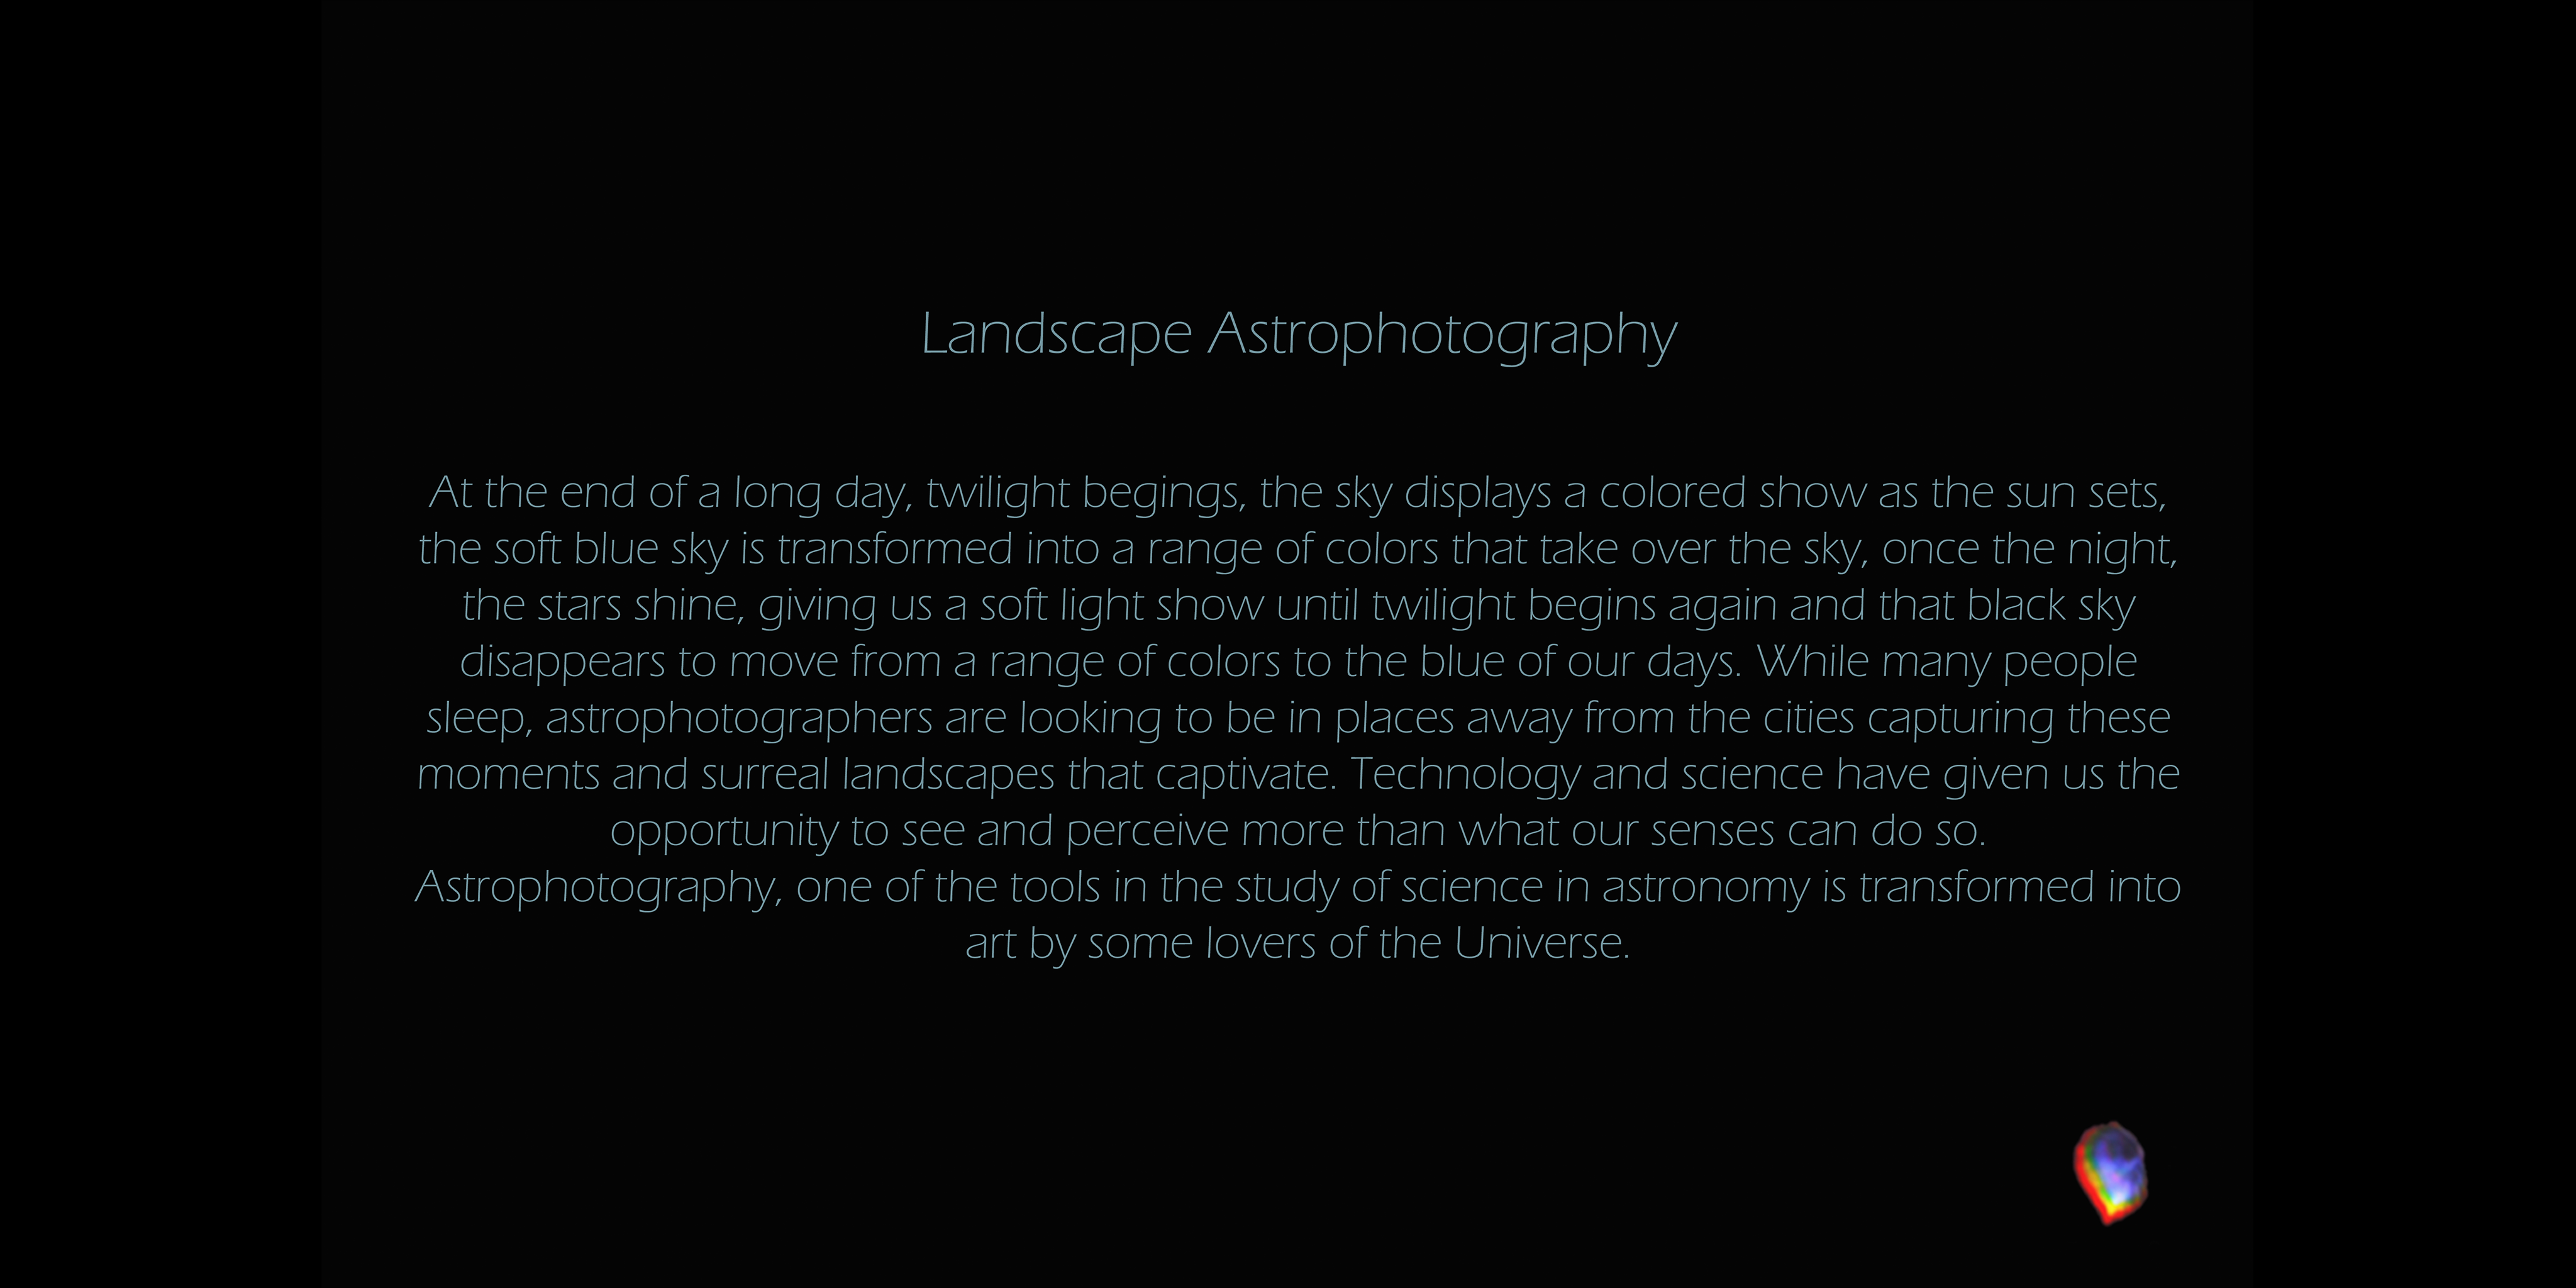 Landscape Astrophotography
At the end of a long day, twilight begings, the sky displays a colored show as the sun sets,
the soft blue sky is transformed into a range of colors that take over the sky, once the night,
the stars shine, giving us a soft light show until twilight begins again and that black sky
disappears to move from a range of colors to the blue of our days. While many people
sleep, astrophotographers are looking to be in places away from the cities capturing these
moments and surreal landscapes that captivate. Technology and science have given us the
opportunity to see and perceive more than what our senses can do so.
Astrophotography, one of the tools in the study of science in astronomy is transformed into
art by some lovers of the Universe.